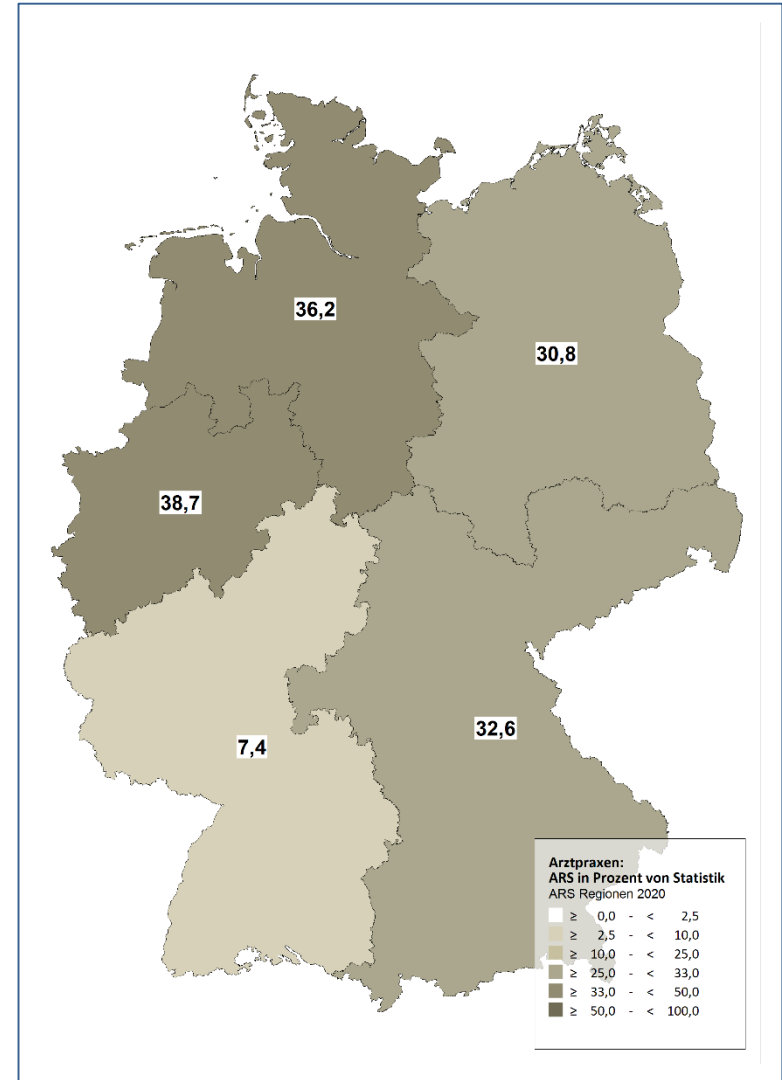 36,2
30,8
38,7
32,6
7,4
Arztpraxen:
ARS in Prozent von Statistik
ARS Regionen 2020
≥ 0,0 - < 2,5
≥ 2,5 - < 10,0
≥ 10,0 - < 25,0
≥ 25,0 - < 33,0
≥ 33,0 - < 50,0
≥ 50,0 - < 100,0